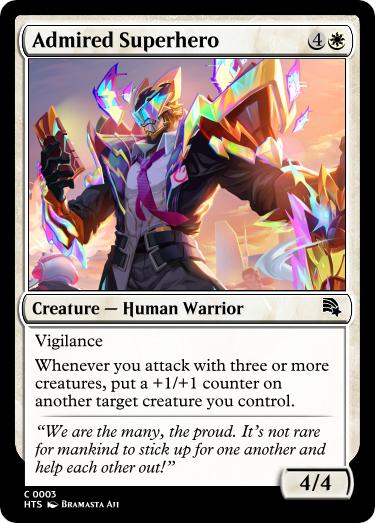 Admired Superhero 4
Creature — Human Warrior
Vigilance
Whenever you attack with three or more
creatures, put a +1/+1 counter on
another target creature you control.
“We are the many, the proud. It’s not rare
for mankind to stick up for one another and
help each other out!”
4/4
C 0003
HTS Bramasta Aji